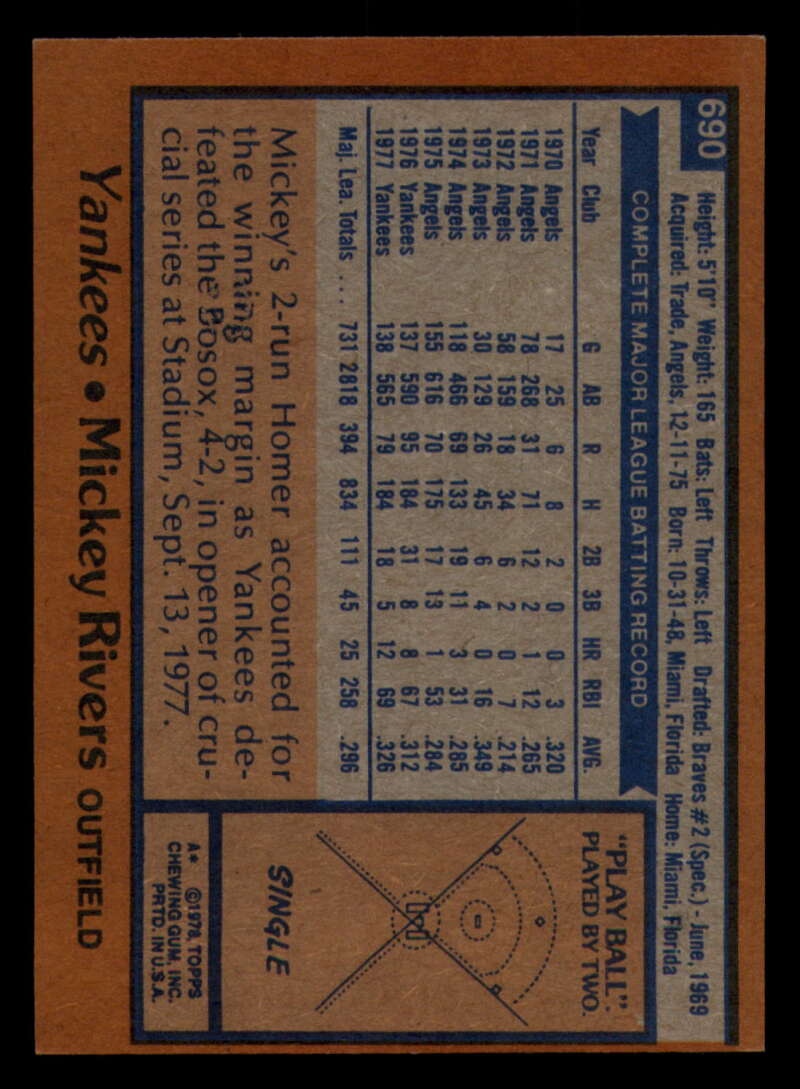 690
Height: 5'10" Weight: 165 Bats: Left Throws: Left Drafted: Braves #2 (Spec.) - June, 1969
Acquired: Trade, Angels, 12-11-75 Born: 10-31-48, Miami, Florida Home: Miami, Florida
COMPLETE MAJOR LEAGUE BATTING RECORD
Year Club G AB R H 2B 3B HR RBI AVG.
1970 Angels 17 25 6 8 2 0 0 3 .320
1971 Angels 78 268 31 71 12 2 1 12 .265
1972 Angels 58 159 18 34 6 2 0 7 .214
1973 Angels 30 129 26 45 6 4 0 16 .349
1974 Angels 118 466 69 133 19 11 3 31 .285
1975 Angels 155 616 70 175 17 13 1 53 .284
1976 Yankees 137 590 95 184 31 8 8 67 .312
1977 Yankees 138 565 79 184 18 5 12 69 .326
Maj. Lea. Totals ... 731 2818 394 834 111 45 25 258 .296
Mickey's 2-run Homer accounted for
the winning margin as Yankees de-
feated the Bosox, 4-2, in opener of cru-
cial series at Stadium, Sept. 13, 1977.
"PLAY BALL".
PLAYED BY TWO.
SINGLE
A* ©1978 TOPPS
CHEWING GUM, INC.
PRTD. IN U.S.A.
Yankees • Mickey Rivers OUTFIELD